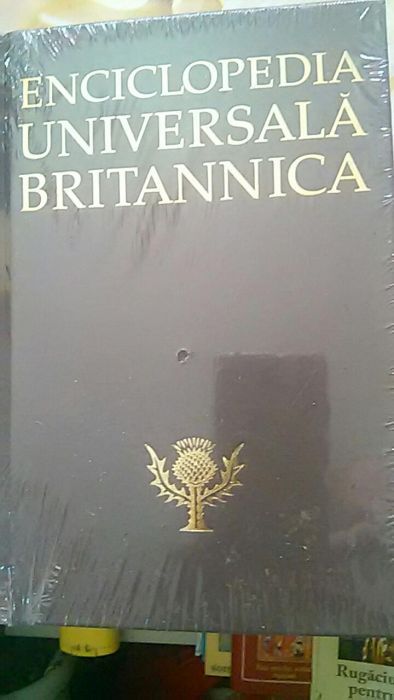 ENCICLOPEDIA
UNIVERSALĂ
BRITANNICA
Rugăciu
pentru